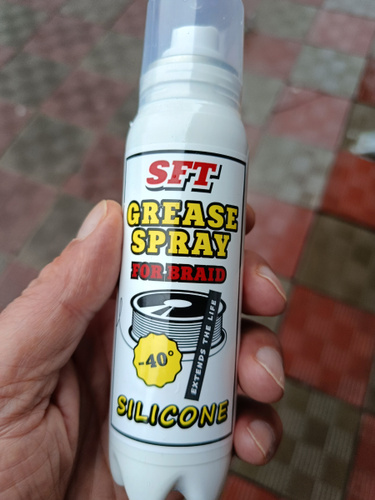 SFT
GREASE
SPRAY
FOR BRAID
-40°
EXTENDS THE LIFE
SILICONE